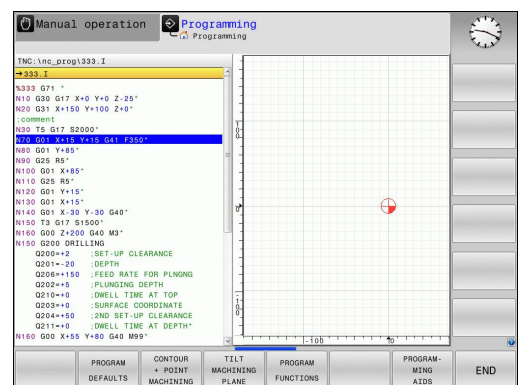 Manual operation
Programming
Programming
TNC:\nc_prog\333.I
→333.I
%333 G71 *
N10 G30 G17 X+0 Y+0 Z-25*
N20 G31 X+150 Y+100 Z+0*
;comment
N30 T5 G17 S2000*
N70 G01 X+15 Y+15 G41 F350*
N80 G01 Y+85*
N90 G25 R5*
N100 G01 X+85*
N110 G25 R5*
N120 G01 Y+15*
N130 G01 X+15*
N140 G01 X-30 Y-30 G40*
N150 T3 G17 S1500*
N160 G00 Z+200 G40 M3*
N150 G200 DRILLING
Q200=+2 ;SET-UP CLEARANCE
Q201=-20 ;DEPTH
Q206=+150 ;FEED RATE FOR PLNGNG
Q202=+5 ;PLUNGING DEPTH
Q210=+0 ;DWELL TIME AT TOP
Q203=+0 ;SURFACE COORDINATE
Q204=+50 ;2ND SET-UP CLEARANCE
Q211=+0 ;DWELL TIME AT DEPTH*
N160 G00 X+55 Y+80 G40 M99*
100
0
-100
-100
0
PROGRAM DEFAULTS
CONTOUR + POINT MACHINING
TILT MACHINING PLANE
PROGRAM FUNCTIONS
PROGRAM-MING AIDS
END